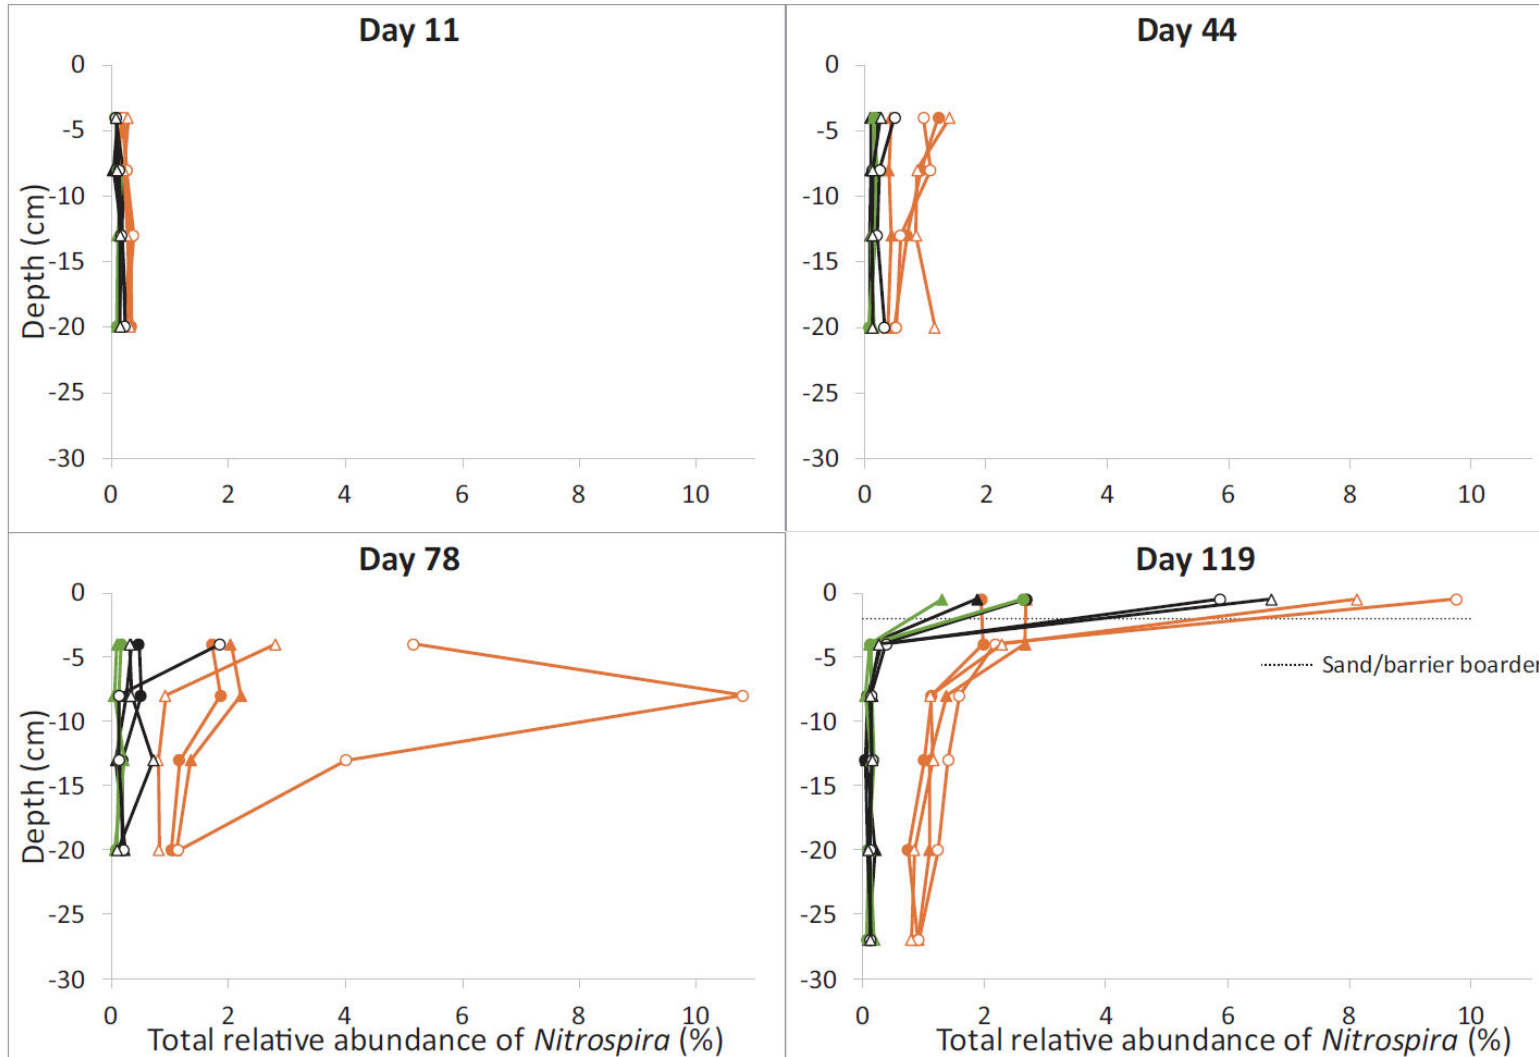 Day 11
0
-5
-10
-15
-20
-25
-30
Depth (cm)
0 2 4 6 8 10
Day 44
0
-5
-10
-15
-20
-25
-30
0 2 4 6 8 10
Day 78
0
-5
-10
-15
-20
-25
-30
Depth (cm)
0 2 4 6 8 10
Total relative abundance of Nitrospira (%)
Day 119
0
-5
-10
-15
-20
-25
-30
Sand/barrier boarder
0 2 4 6 8 10
Total relative abundance of Nitrospira (%)